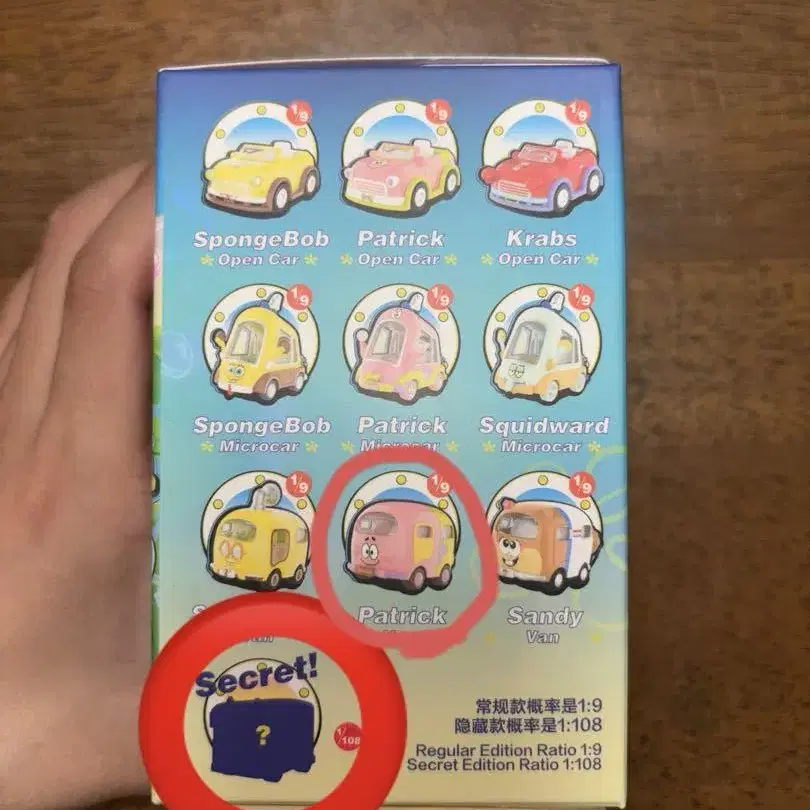 1/9 1/9 1/9
SpongeBob Patrick Krabs
Open Car Open Car Open Car
1/9 1/9 1/9
SpongeBob Patrick Squidward
Microcar Microcar Microcar
1/9 1/9 1/9
Patrick Sandy
Van
Secret!
?
1/108
常规款概率是1:9
隐藏款概率是1:108
Regular Edition Ratio 1:9
Secret Edition Ratio 1:108